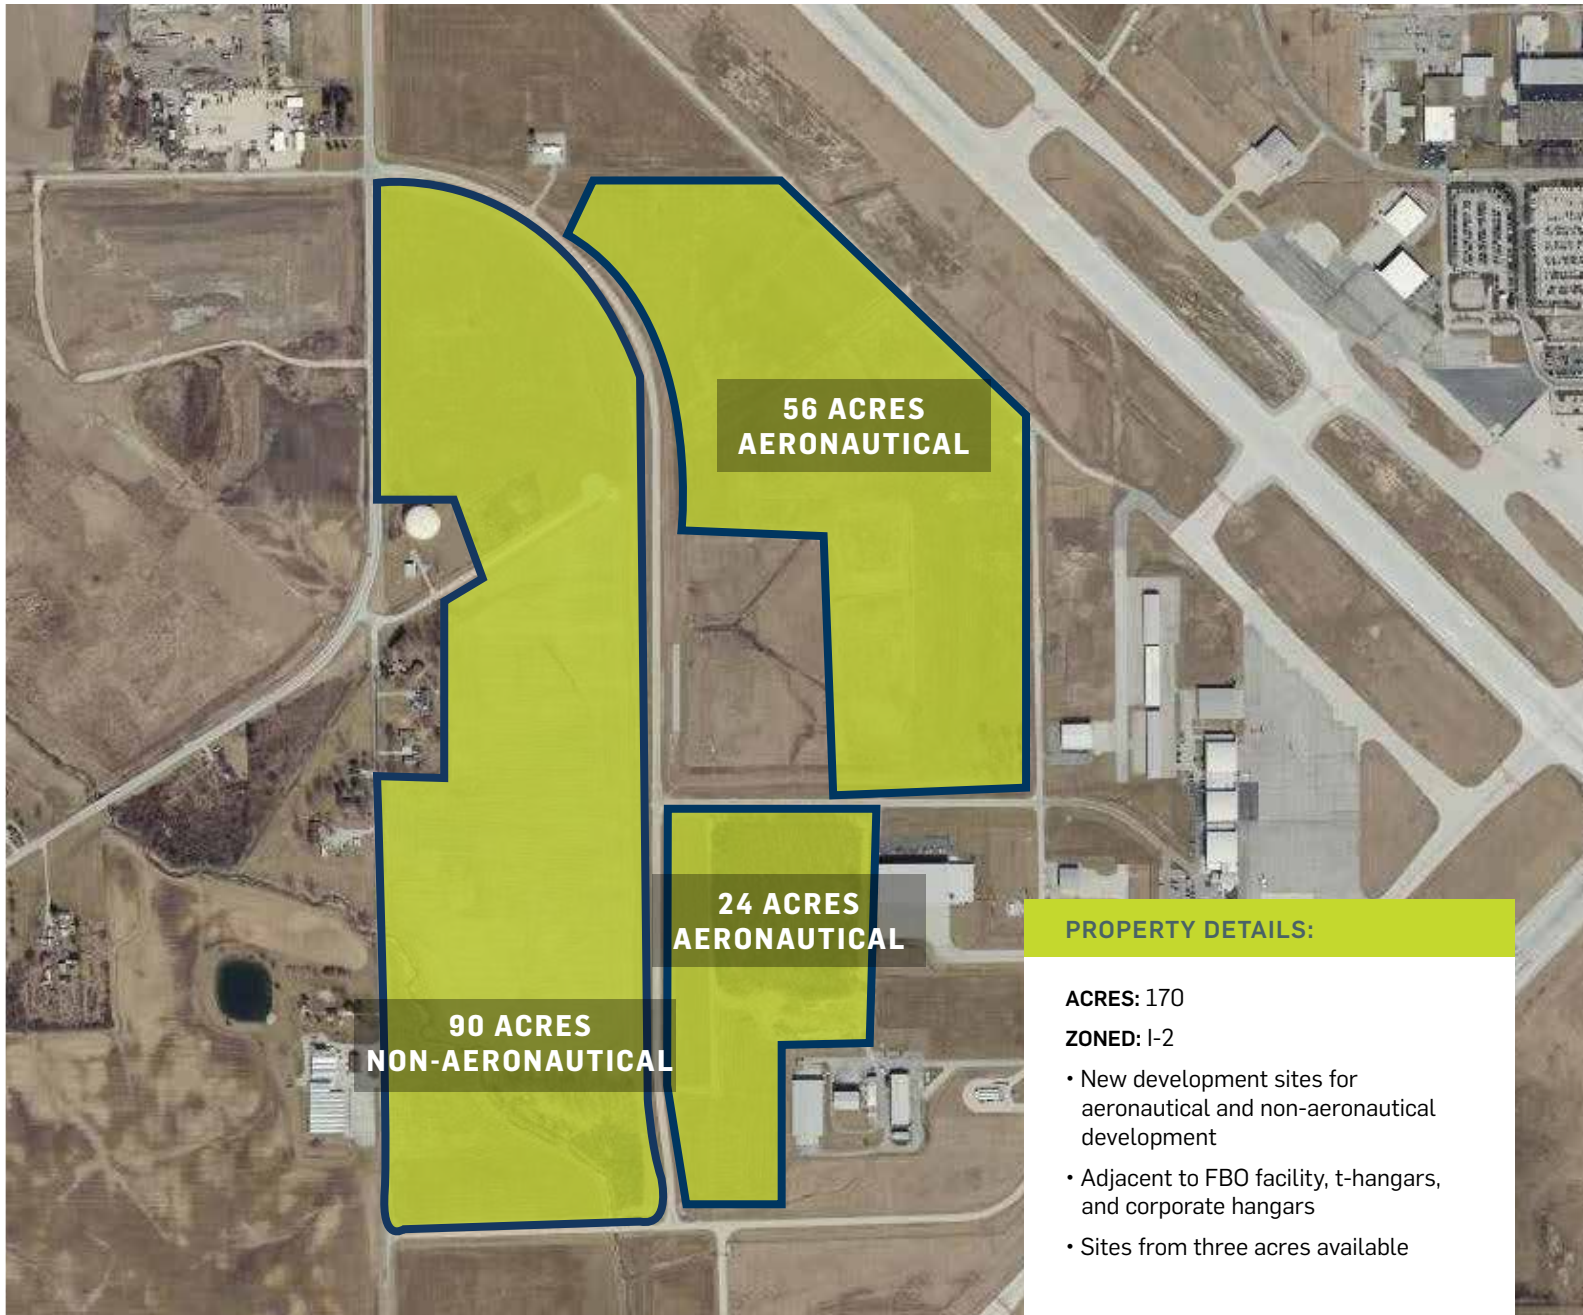 56 ACRES
AERONAUTICAL
24 ACRES
AERONAUTICAL
90 ACRES
NON-AERONAUTICAL
PROPERTY DETAILS:
ACRES: 170
ZONED: I-2
• New development sites for
aeronautical and non-aeronautical
development
• Adjacent to FBO facility, t-hangars,
and corporate hangars
• Sites from three acres available